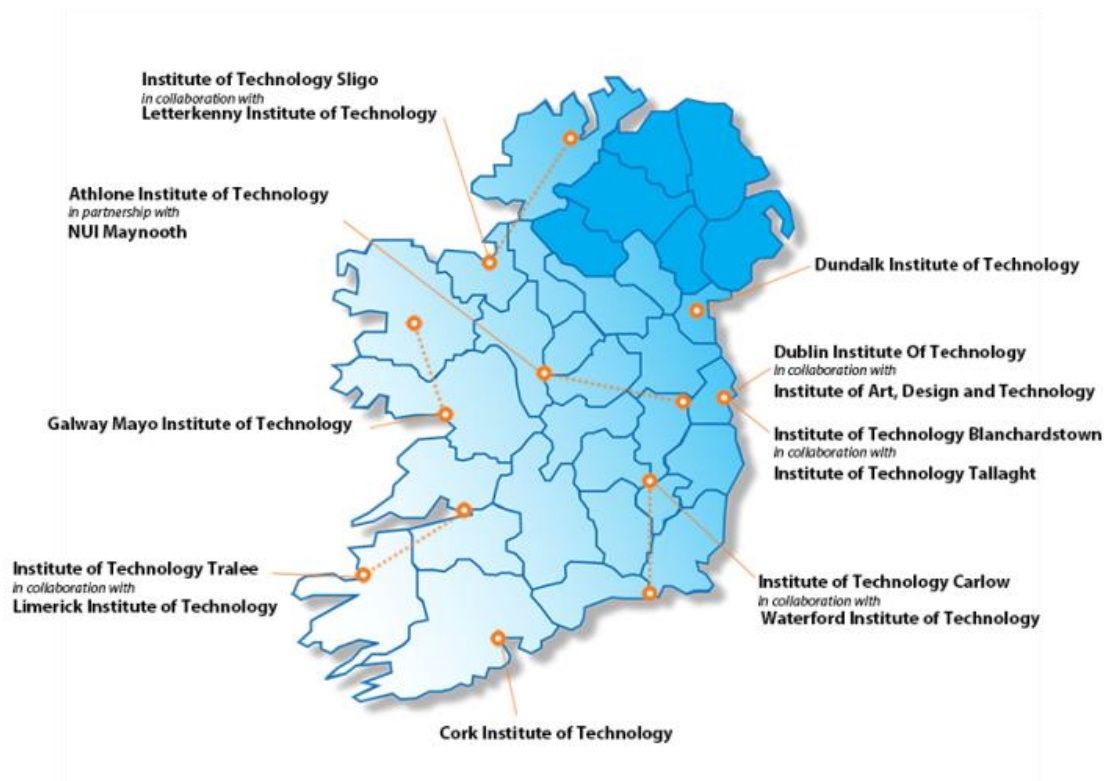 Institute of Technology Sligo
in collaboration with
Letterkenny Institute of Technology
Athlone Institute of Technology
in partnership with
NUI Maynooth
Dundalk Institute of Technology
Dublin Institute Of Technology
in collaboration with
Institute of Art, Design and Technology
Galway Mayo Institute of Technology
Institute of Technology Blanchardstown
in collaboration with
Institute of Technology Tallaght
Institute of Technology Tralee
in collaboration with
Limerick Institute of Technology
Institute of Technology Carlow
in collaboration with
Waterford Institute of Technology
Cork Institute of Technology